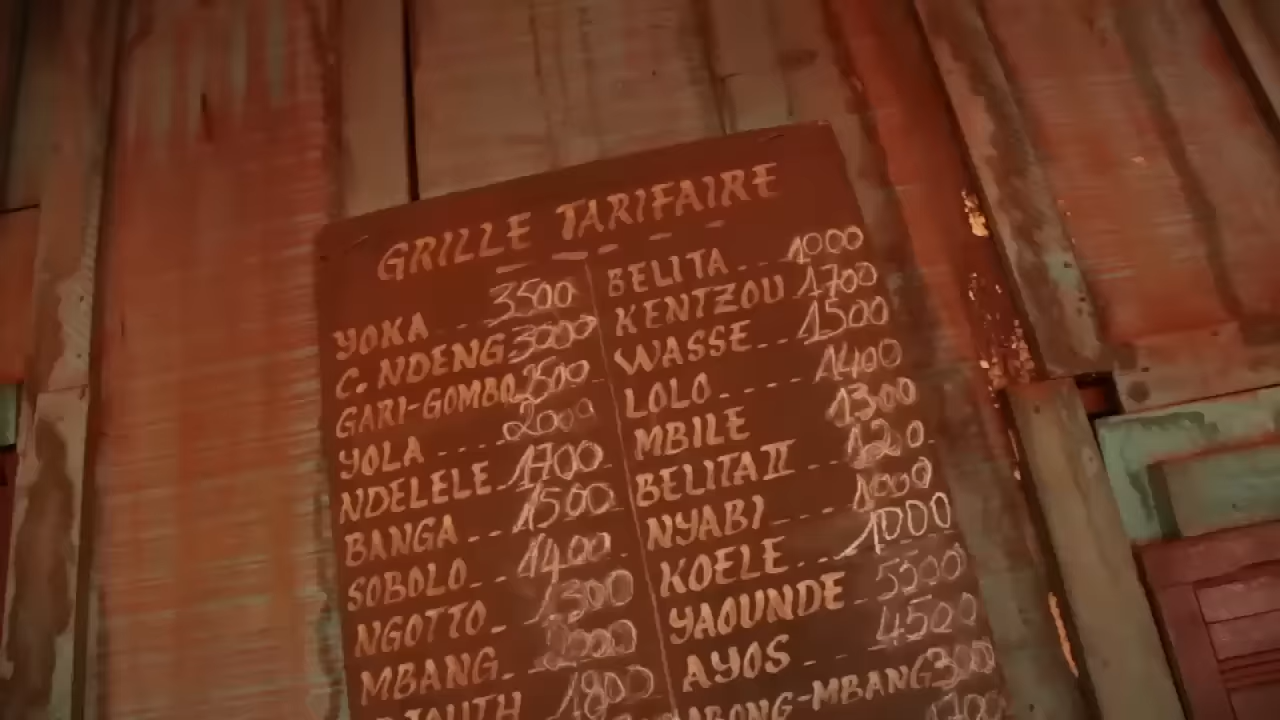 GRILLE TARIFAIRE
YOKA 3500
C. NDENG 3000
GARI-GOMBO 2500
YOLA 2000
NDELELE 1700
BANGA 1500
SOBOLO 1400
NGOTTO 1300
MBANG 2000
1800
BELITA 1000
KENTZOU 1700
WASSE 1500
LOLO 1400
MBILE 1300
BELITA II 120
NYABI 1000
KOELE 1000
YAOUNDE 5500
AYOS 4500